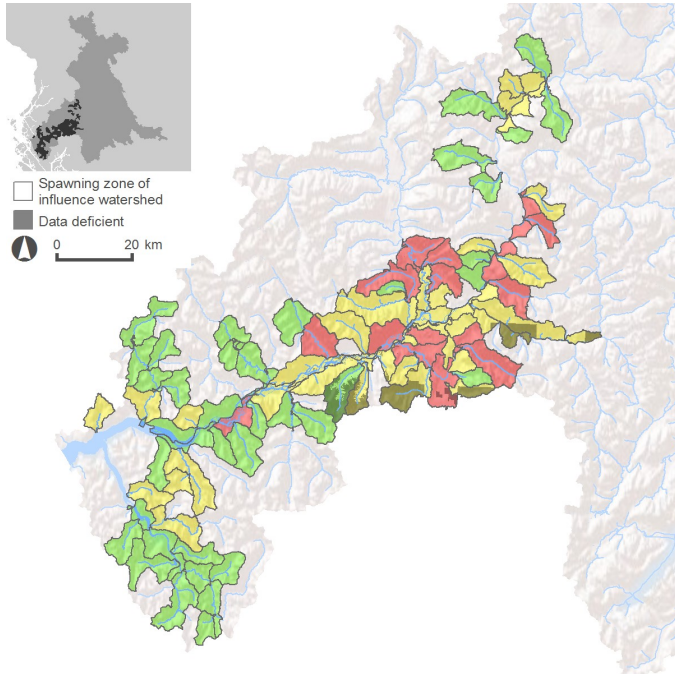 Spawning zone of
influence watershed
Data deficient
0 20 km